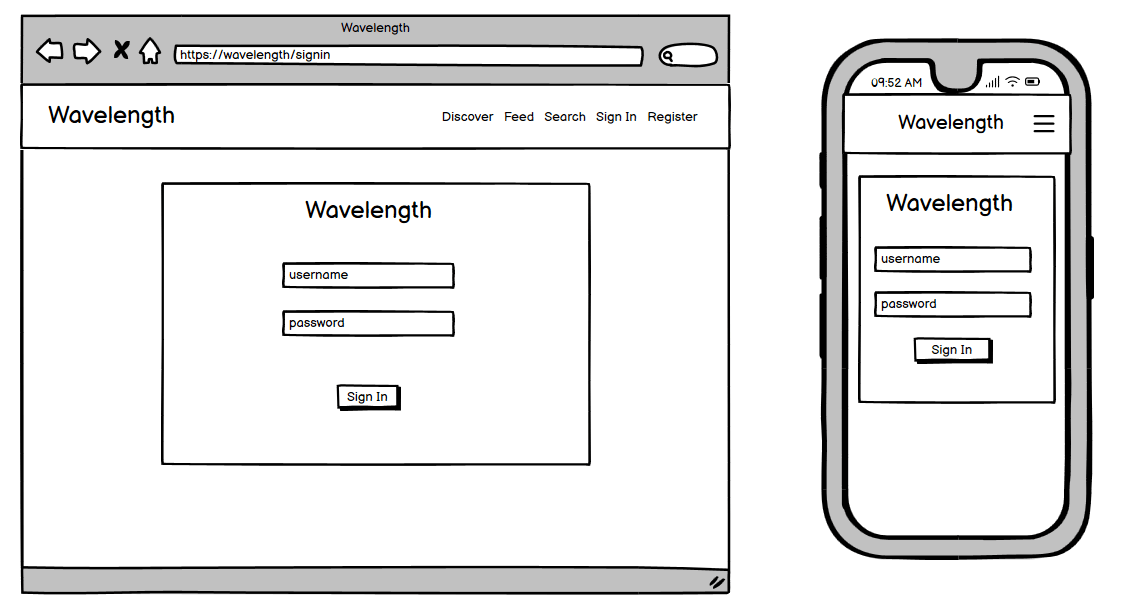 Wavelength
https://wavelength/signin
Wavelength
Discover Feed Search Sign In Register
Wavelength
username
password
Sign In
09:52 AM
Wavelength
Wavelength
username
password
Sign In